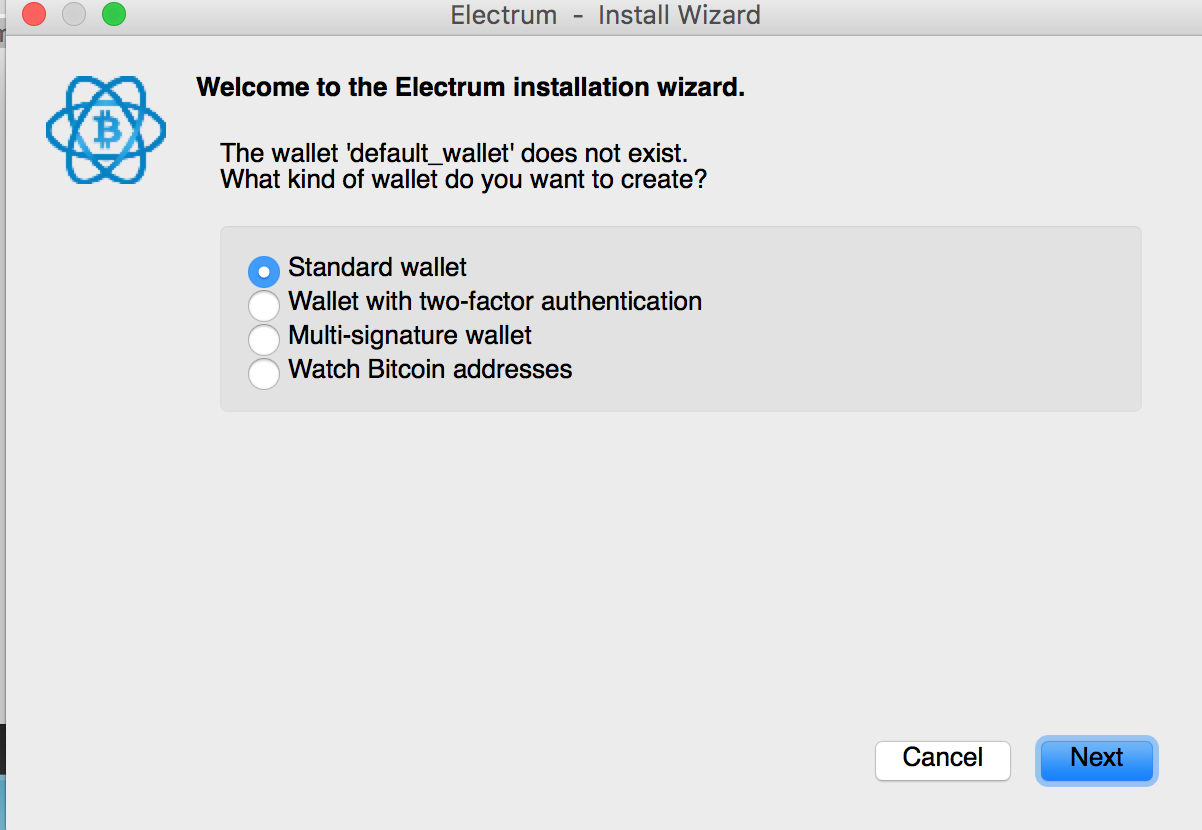 Electrum - Install Wizard
Welcome to the Electrum installation wizard.
The wallet 'default_wallet' does not exist.
What kind of wallet do you want to create?
Standard wallet
Wallet with two-factor authentication
Multi-signature wallet
Watch Bitcoin addresses
Cancel
Next